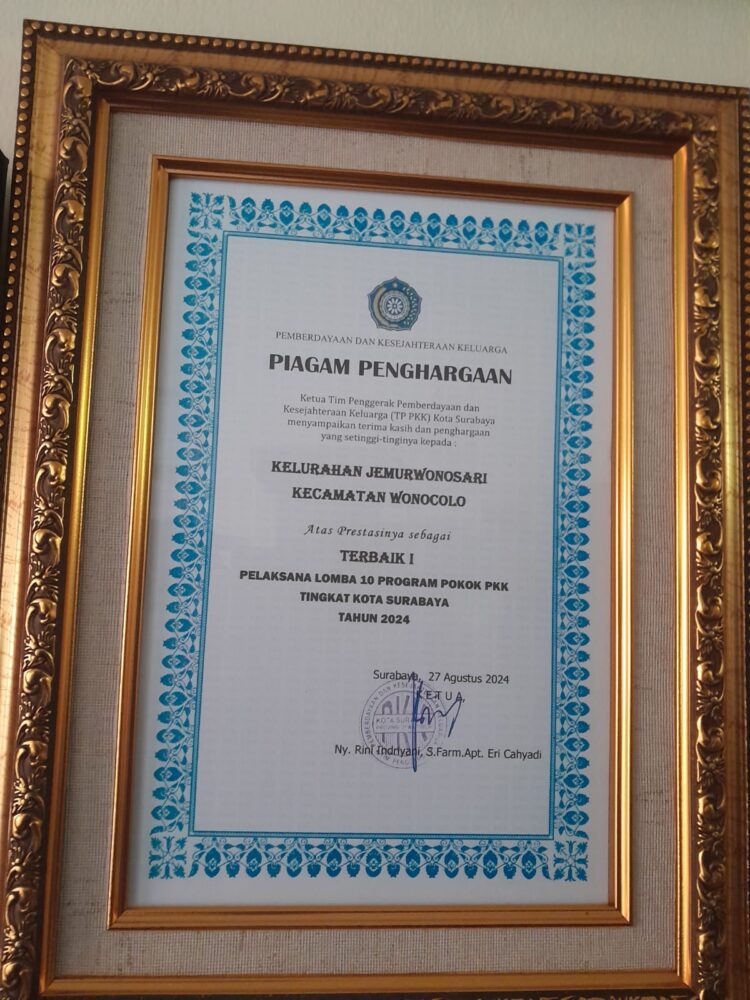 PEMBERDAYAAN DAN KESEJAHTERAAN KELUARGA
PIAGAM PENGHARGAAN
Ketua Tim Penggerak Pemberdayaan dan
Kesejahteraan Keluarga (TP PKK) Kota Surabaya
menyampaikan terima kasih dan penghargaan
yang setinggi-tingginya kepada :
KELURAHAN JEMURWONOSARI
KECAMATAN WONOCOLO
Atas Prestasinya sebagai
TERBAIK I
PELAKSANA LOMBA 10 PROGRAM POKOK PKK
TINGKAT KOTA SURABAYA
TAHUN 2024
Surabaya, 27 Agustus 2024
K E T U A,
Ny. Rini Indriyani, S.Farm.Apt. Eri Cahyadi